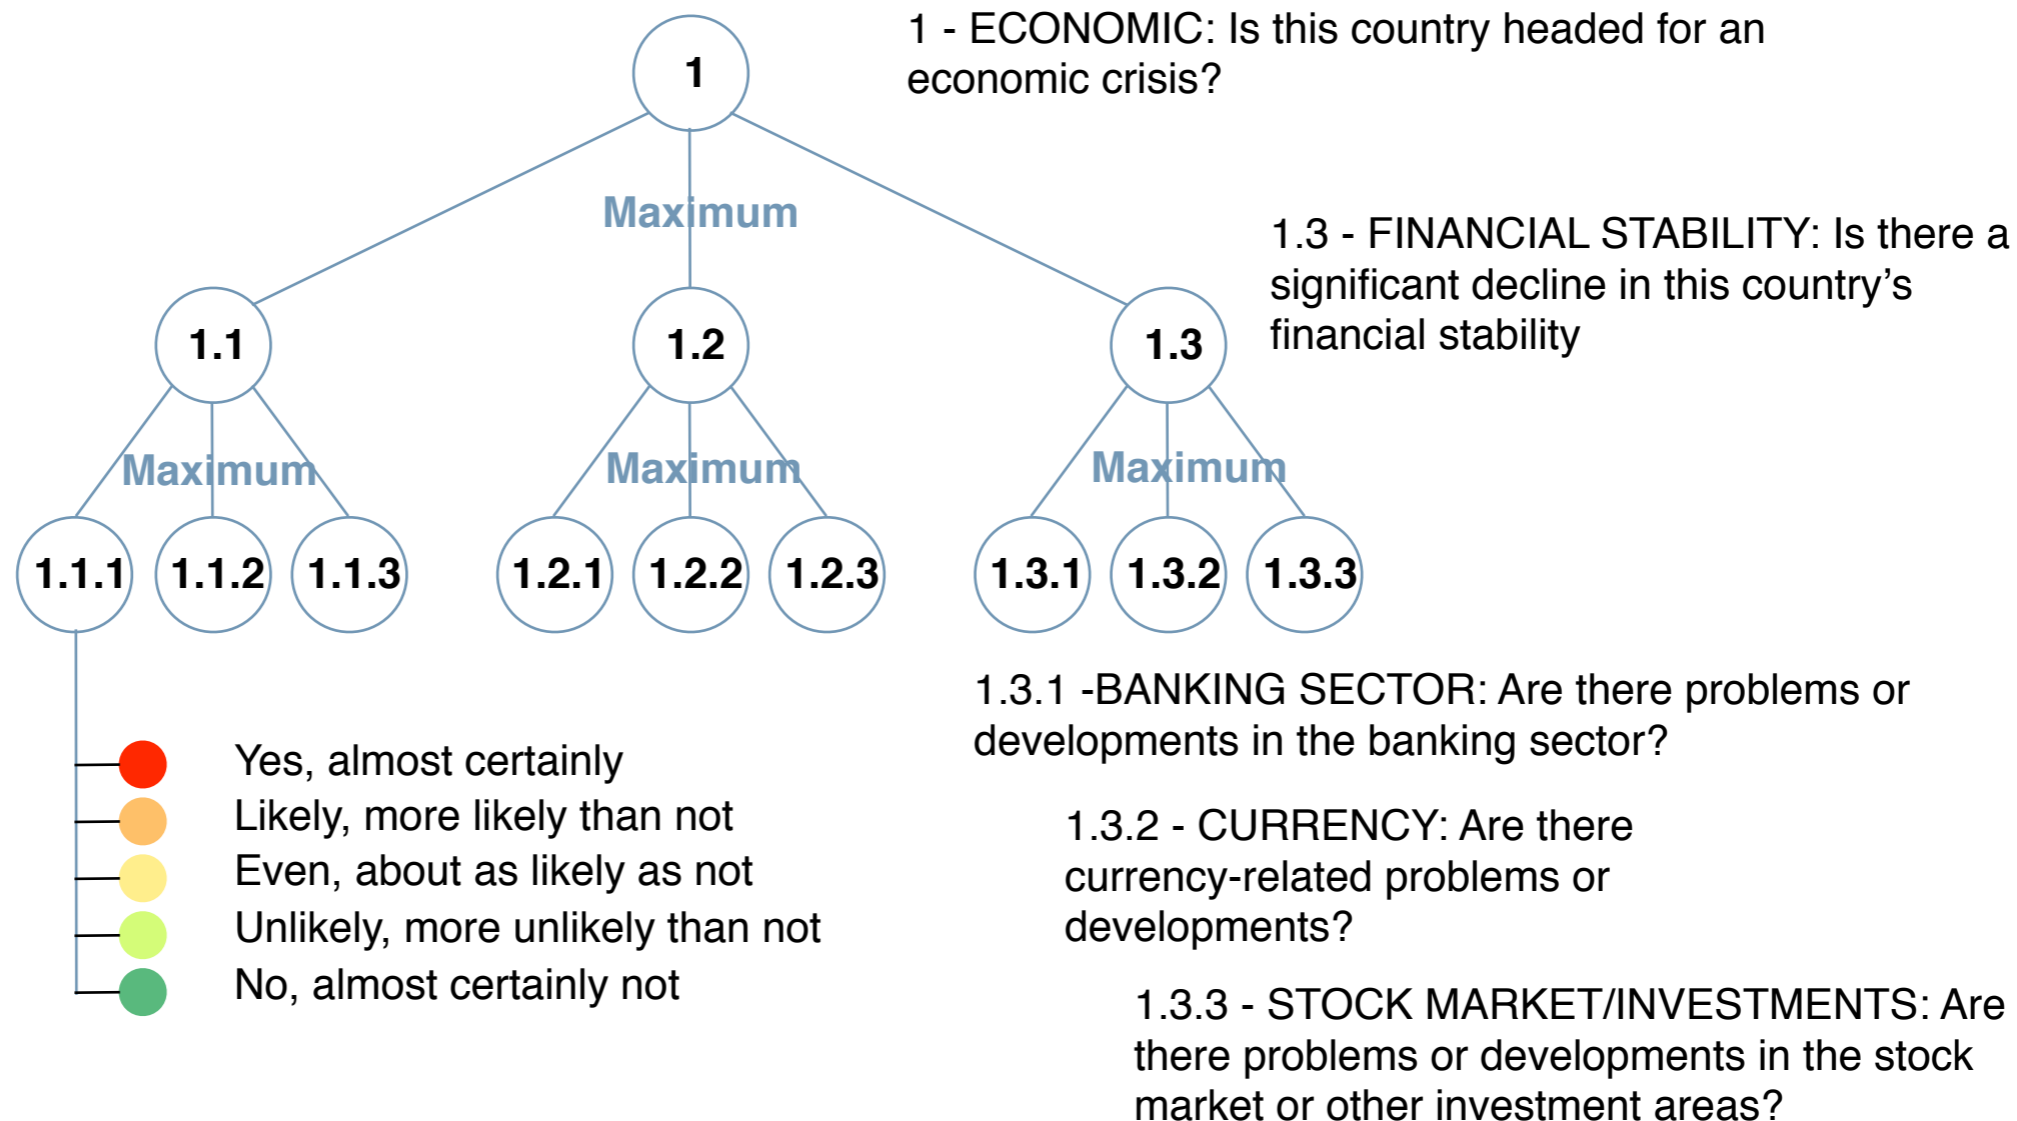 1 - ECONOMIC: Is this country headed for an
economic crisis?
1
Maximum
1.3 - FINANCIAL STABILITY: Is there a
significant decline in this country’s
financial stability
1.1
1.2
1.3
Maximum
Maximum
Maximum
1.1.1
1.1.2
1.1.3
1.2.1
1.2.2
1.2.3
1.3.1
1.3.2
1.3.3
Yes, almost certainly
Likely, more likely than not
Even, about as likely as not
Unlikely, more unlikely than not
No, almost certainly not
1.3.1 -BANKING SECTOR: Are there problems or
developments in the banking sector?
1.3.2 - CURRENCY: Are there
currency-related problems or
developments?
1.3.3 - STOCK MARKET/INVESTMENTS: Are
there problems or developments in the stock
market or other investment areas?